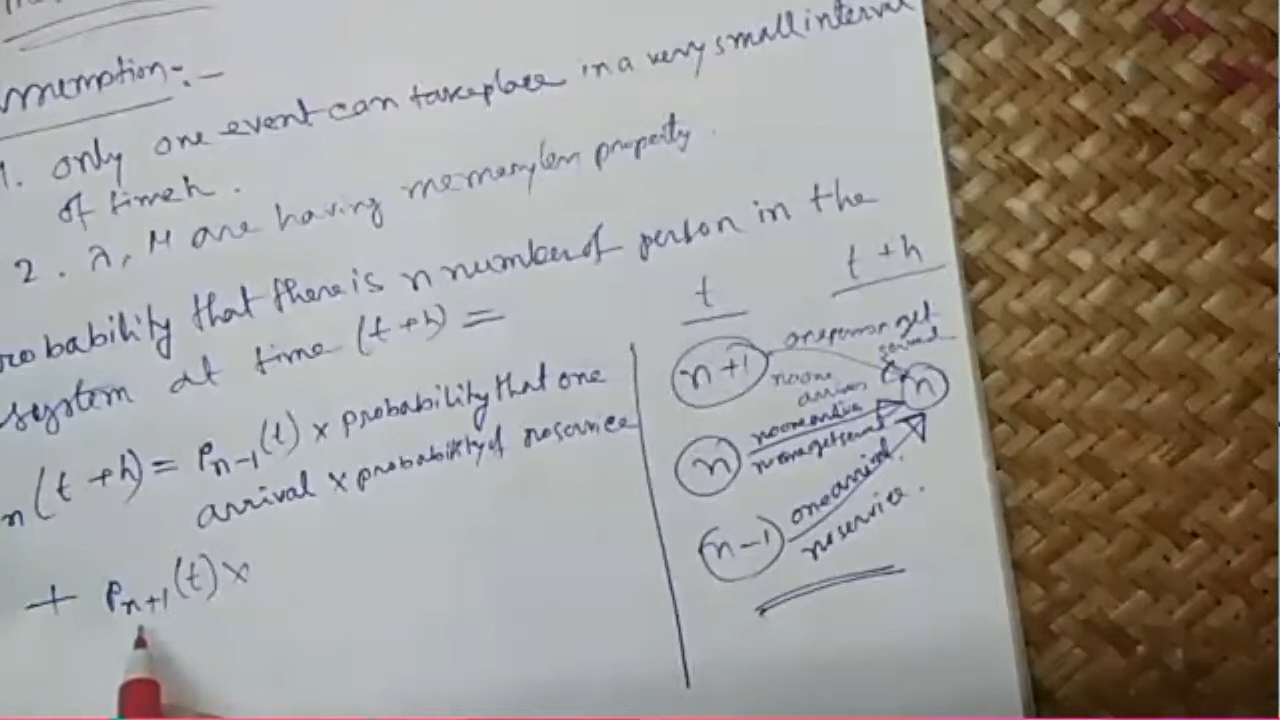 assumption:-
1. only one event can takeplace in a very small interval
of time h.
2. λ, μ are having memoryless property.
robability that there is n number of person in the
system at time (t+h) =
n(t+h) = Pn-1(t) × probability that one
arrival × probability of no service
+ Pn+1(t) ×
t t+h
n+1 one person get
served
no one
arrives
n
n no one arrive
no one get served
n-1 one arrival.
no service.